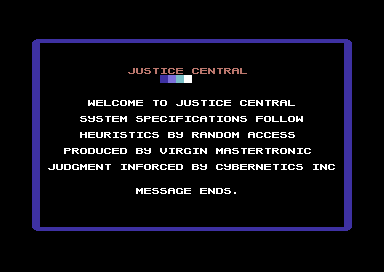 JUSTICE CENTRAL
WELCOME TO JUSTICE CENTRAL
SYSTEM SPECIFICATIONS FOLLOW
HEURISTICS BY RANDOM ACCESS
PRODUCED BY VIRGIN MASTERTRONIC
JUDGMENT INFORCED BY CYBERNETICS INC
MESSAGE ENDS.